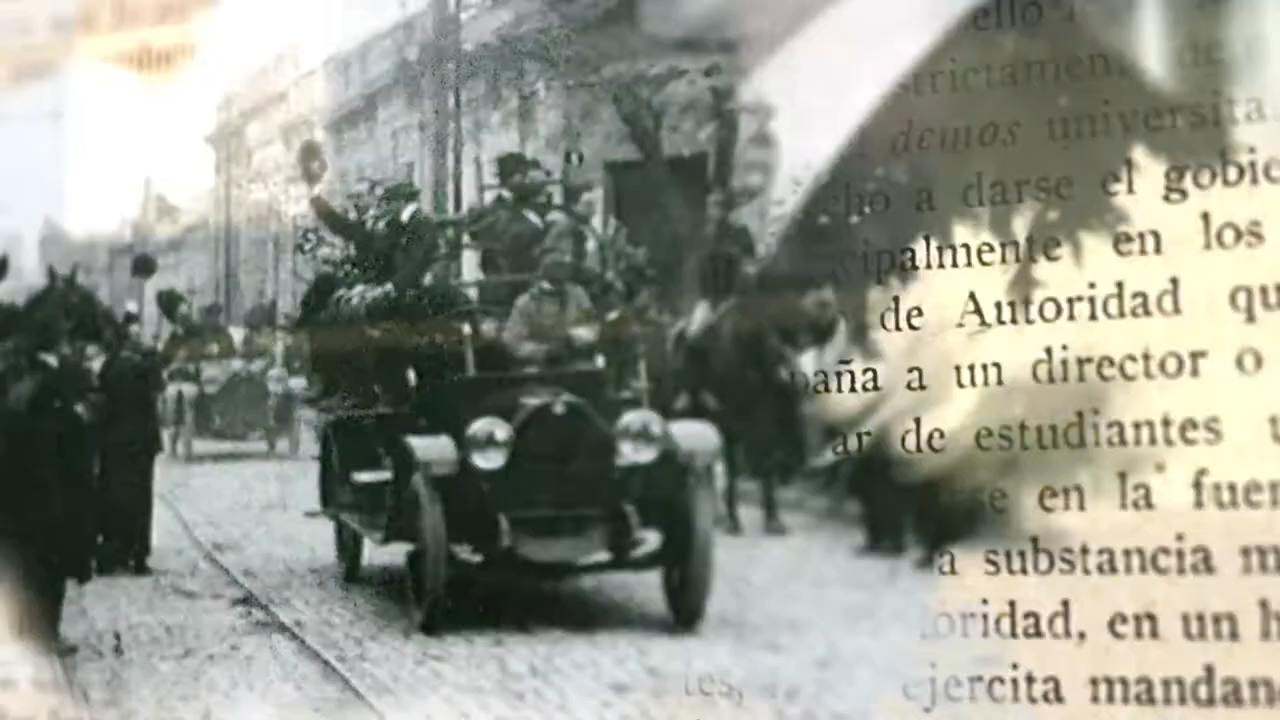 ello
strictamen
demos universita
cho a darse el gobie
cipalmente en los
de Autoridad qu
paña a un director o
ar de estudiantes
e en la fuer
a substancia m
oridad, en un h
tes, ejercita mandan